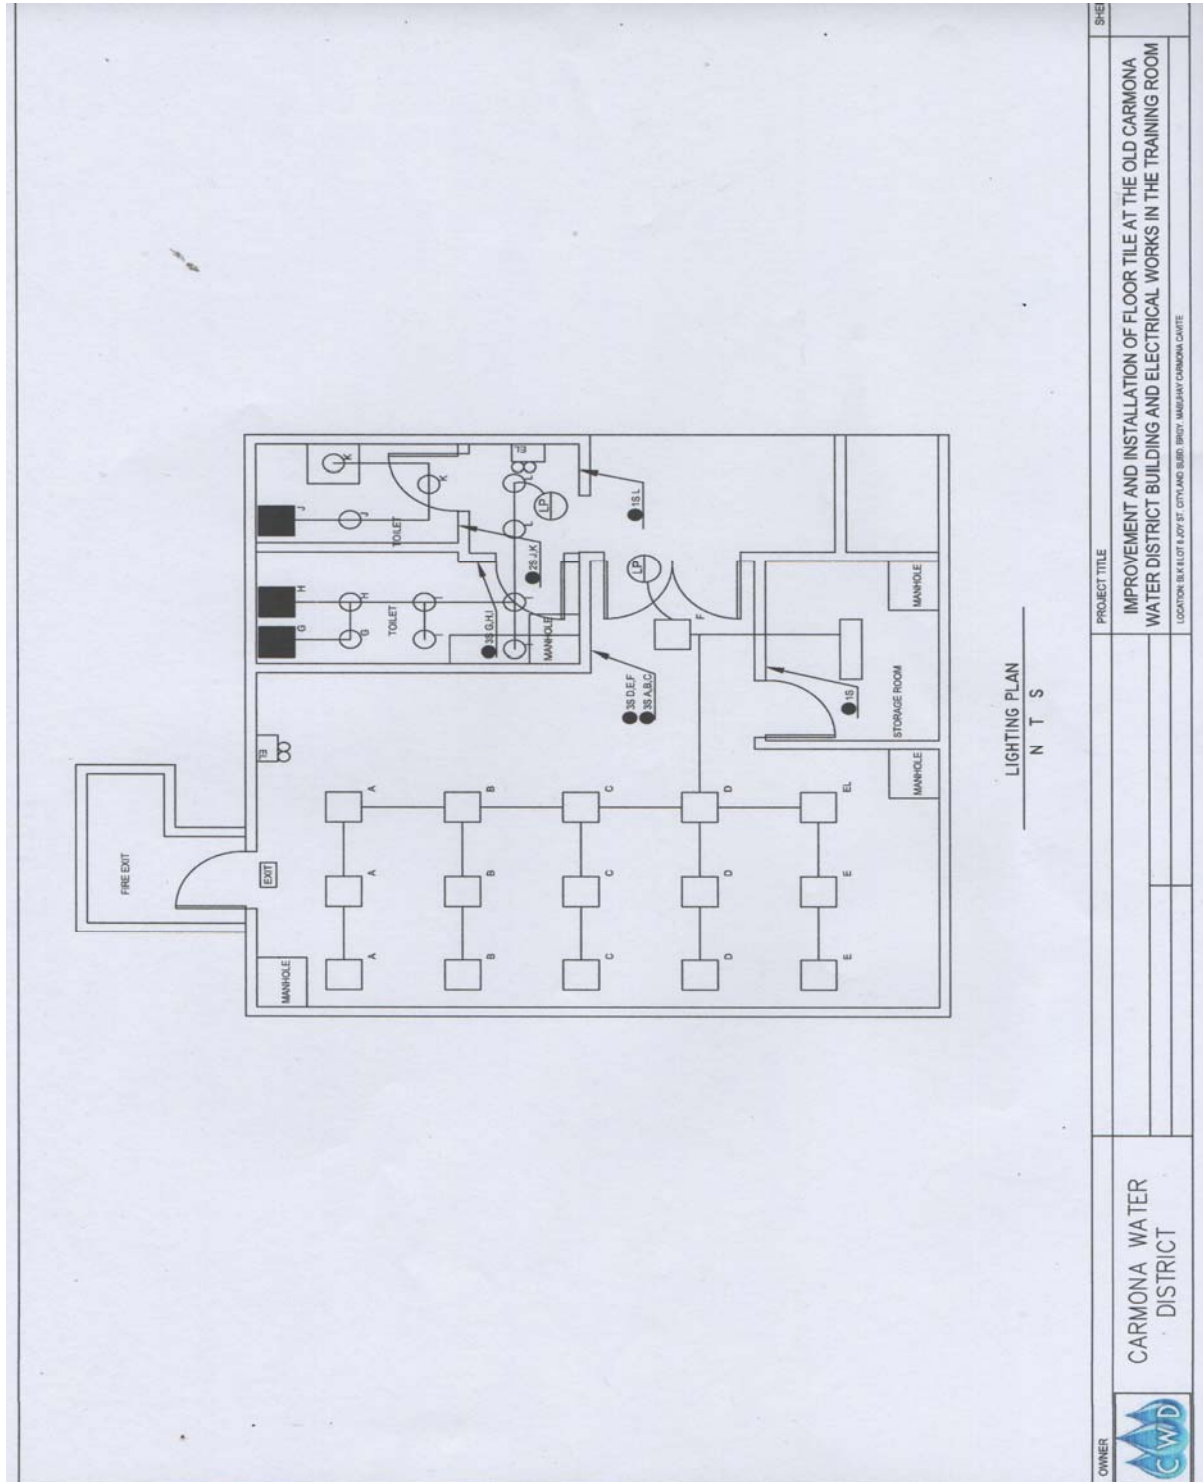 FIRE EXIT
EXIT
MANHOLE
EL
G
H
J
K
G
H
J
K
TOILET
TOILET
I
I
I
I
L
L
EL
LP
MANHOLE
3S G,H,I
2S J,K
1S L
A
A
A
B
B
B
C
C
C
D
D
D
E
E
EL
3S D,E,F
3S A,B,C
LP
F
1S
STORAGE ROOM
MANHOLE
MANHOLE
LIGHTING PLAN
N T S
OWNER
CWD
CARMONA WATER
DISTRICT
PROJECT TITLE
IMPROVEMENT AND INSTALLATION OF FLOOR TILE AT THE OLD CARMONA
WATER DISTRICT BUILDING AND ELECTRICAL WORKS IN THE TRAINING ROOM